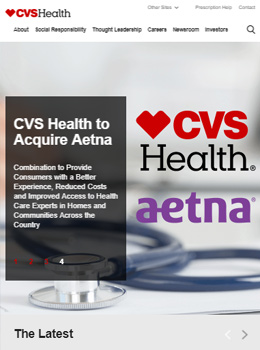 CVSHealth
Other Sites
Prescription Help
Contact
About Social Responsibility Thought Leadership Careers Newsroom Investors
CVS Health to
Acquire Aetna
Combination to Provide
Consumers with a Better
Experience, Reduced Costs
and Improved Access to Health
Care Experts in Homes and
Communities Across the
Country
CVS
Health®
aetna®
4
The Latest